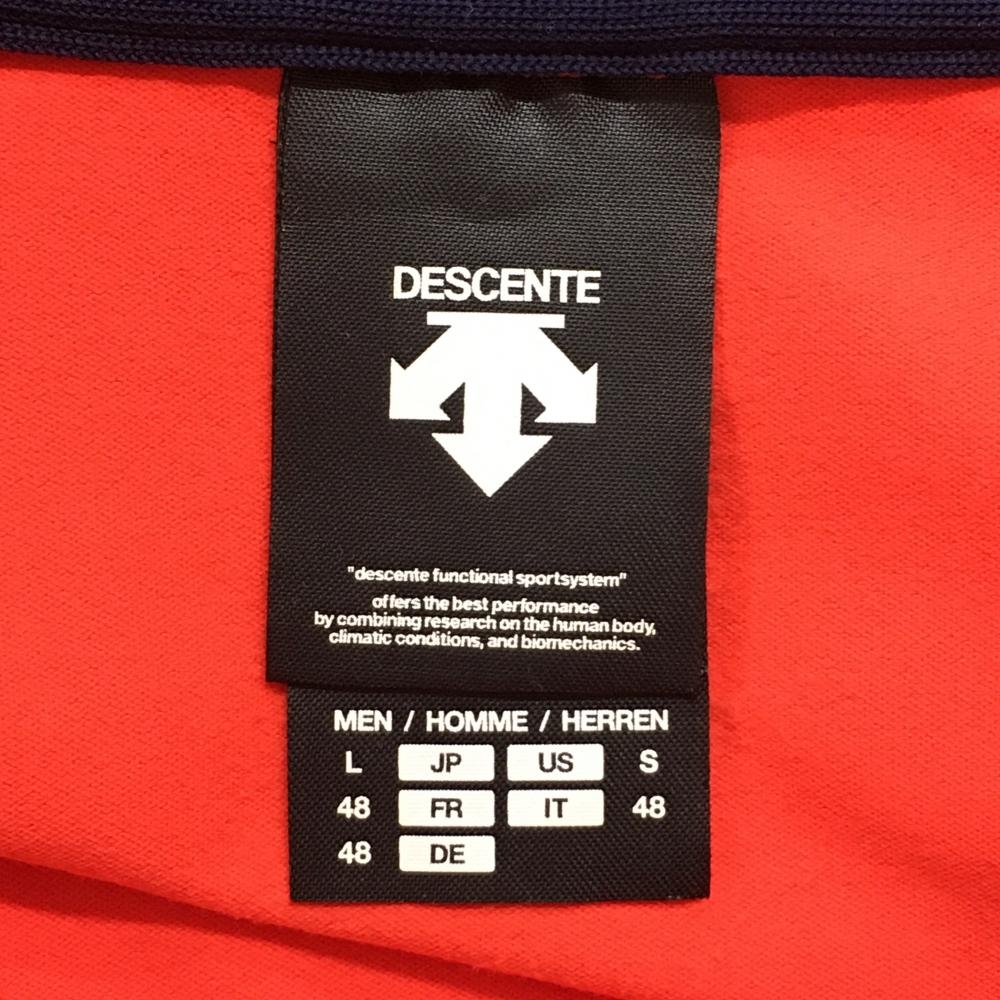 DESCENTE
"descente functional sportsystem"
offers the best performance
by combining research on the human body,
climatic conditions, and biomechanics.
MEN / HOMME / HERREN
L JP US S
48 FR IT 48
48 DE